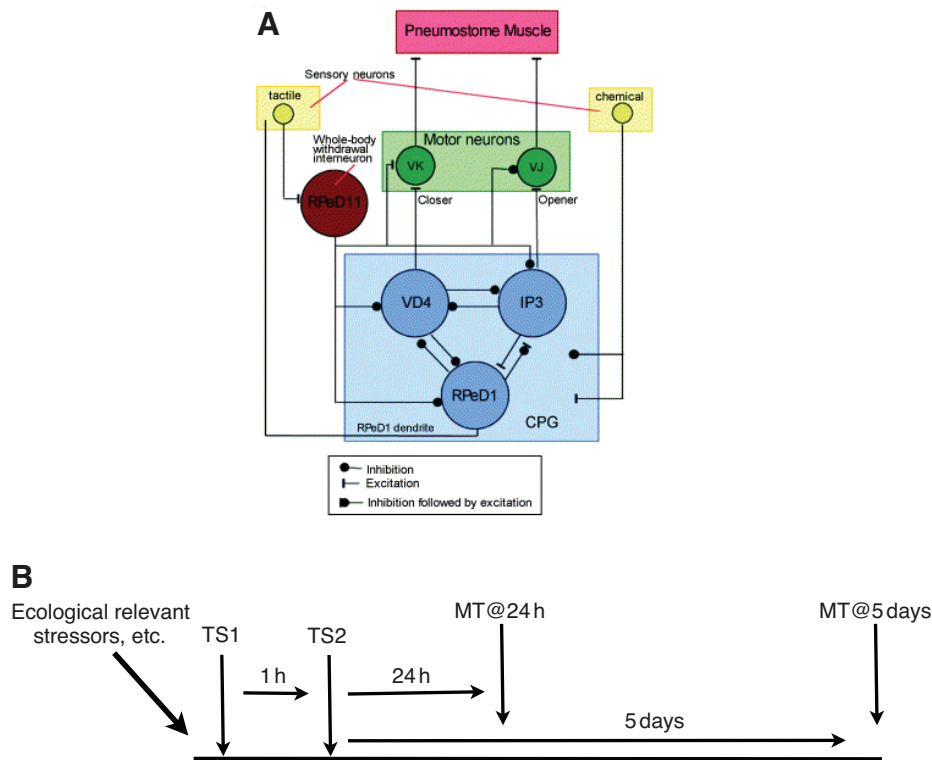 A
Pneumostome Muscle
Sensory neurons
tactile
chemical
Whole-body
withdrawal
interneuron
Motor neurons
VK
VJ
RPeD11
Closer
Opener
VD4
IP3
RPeD1
CPG
RPeD1 dendrite
Inhibition
Excitation
Inhibition followed by excitation
B
Ecological relevant
stressors, etc.
TS1
TS2
MT@24 h
MT@5 days
1 h
24 h
5 days